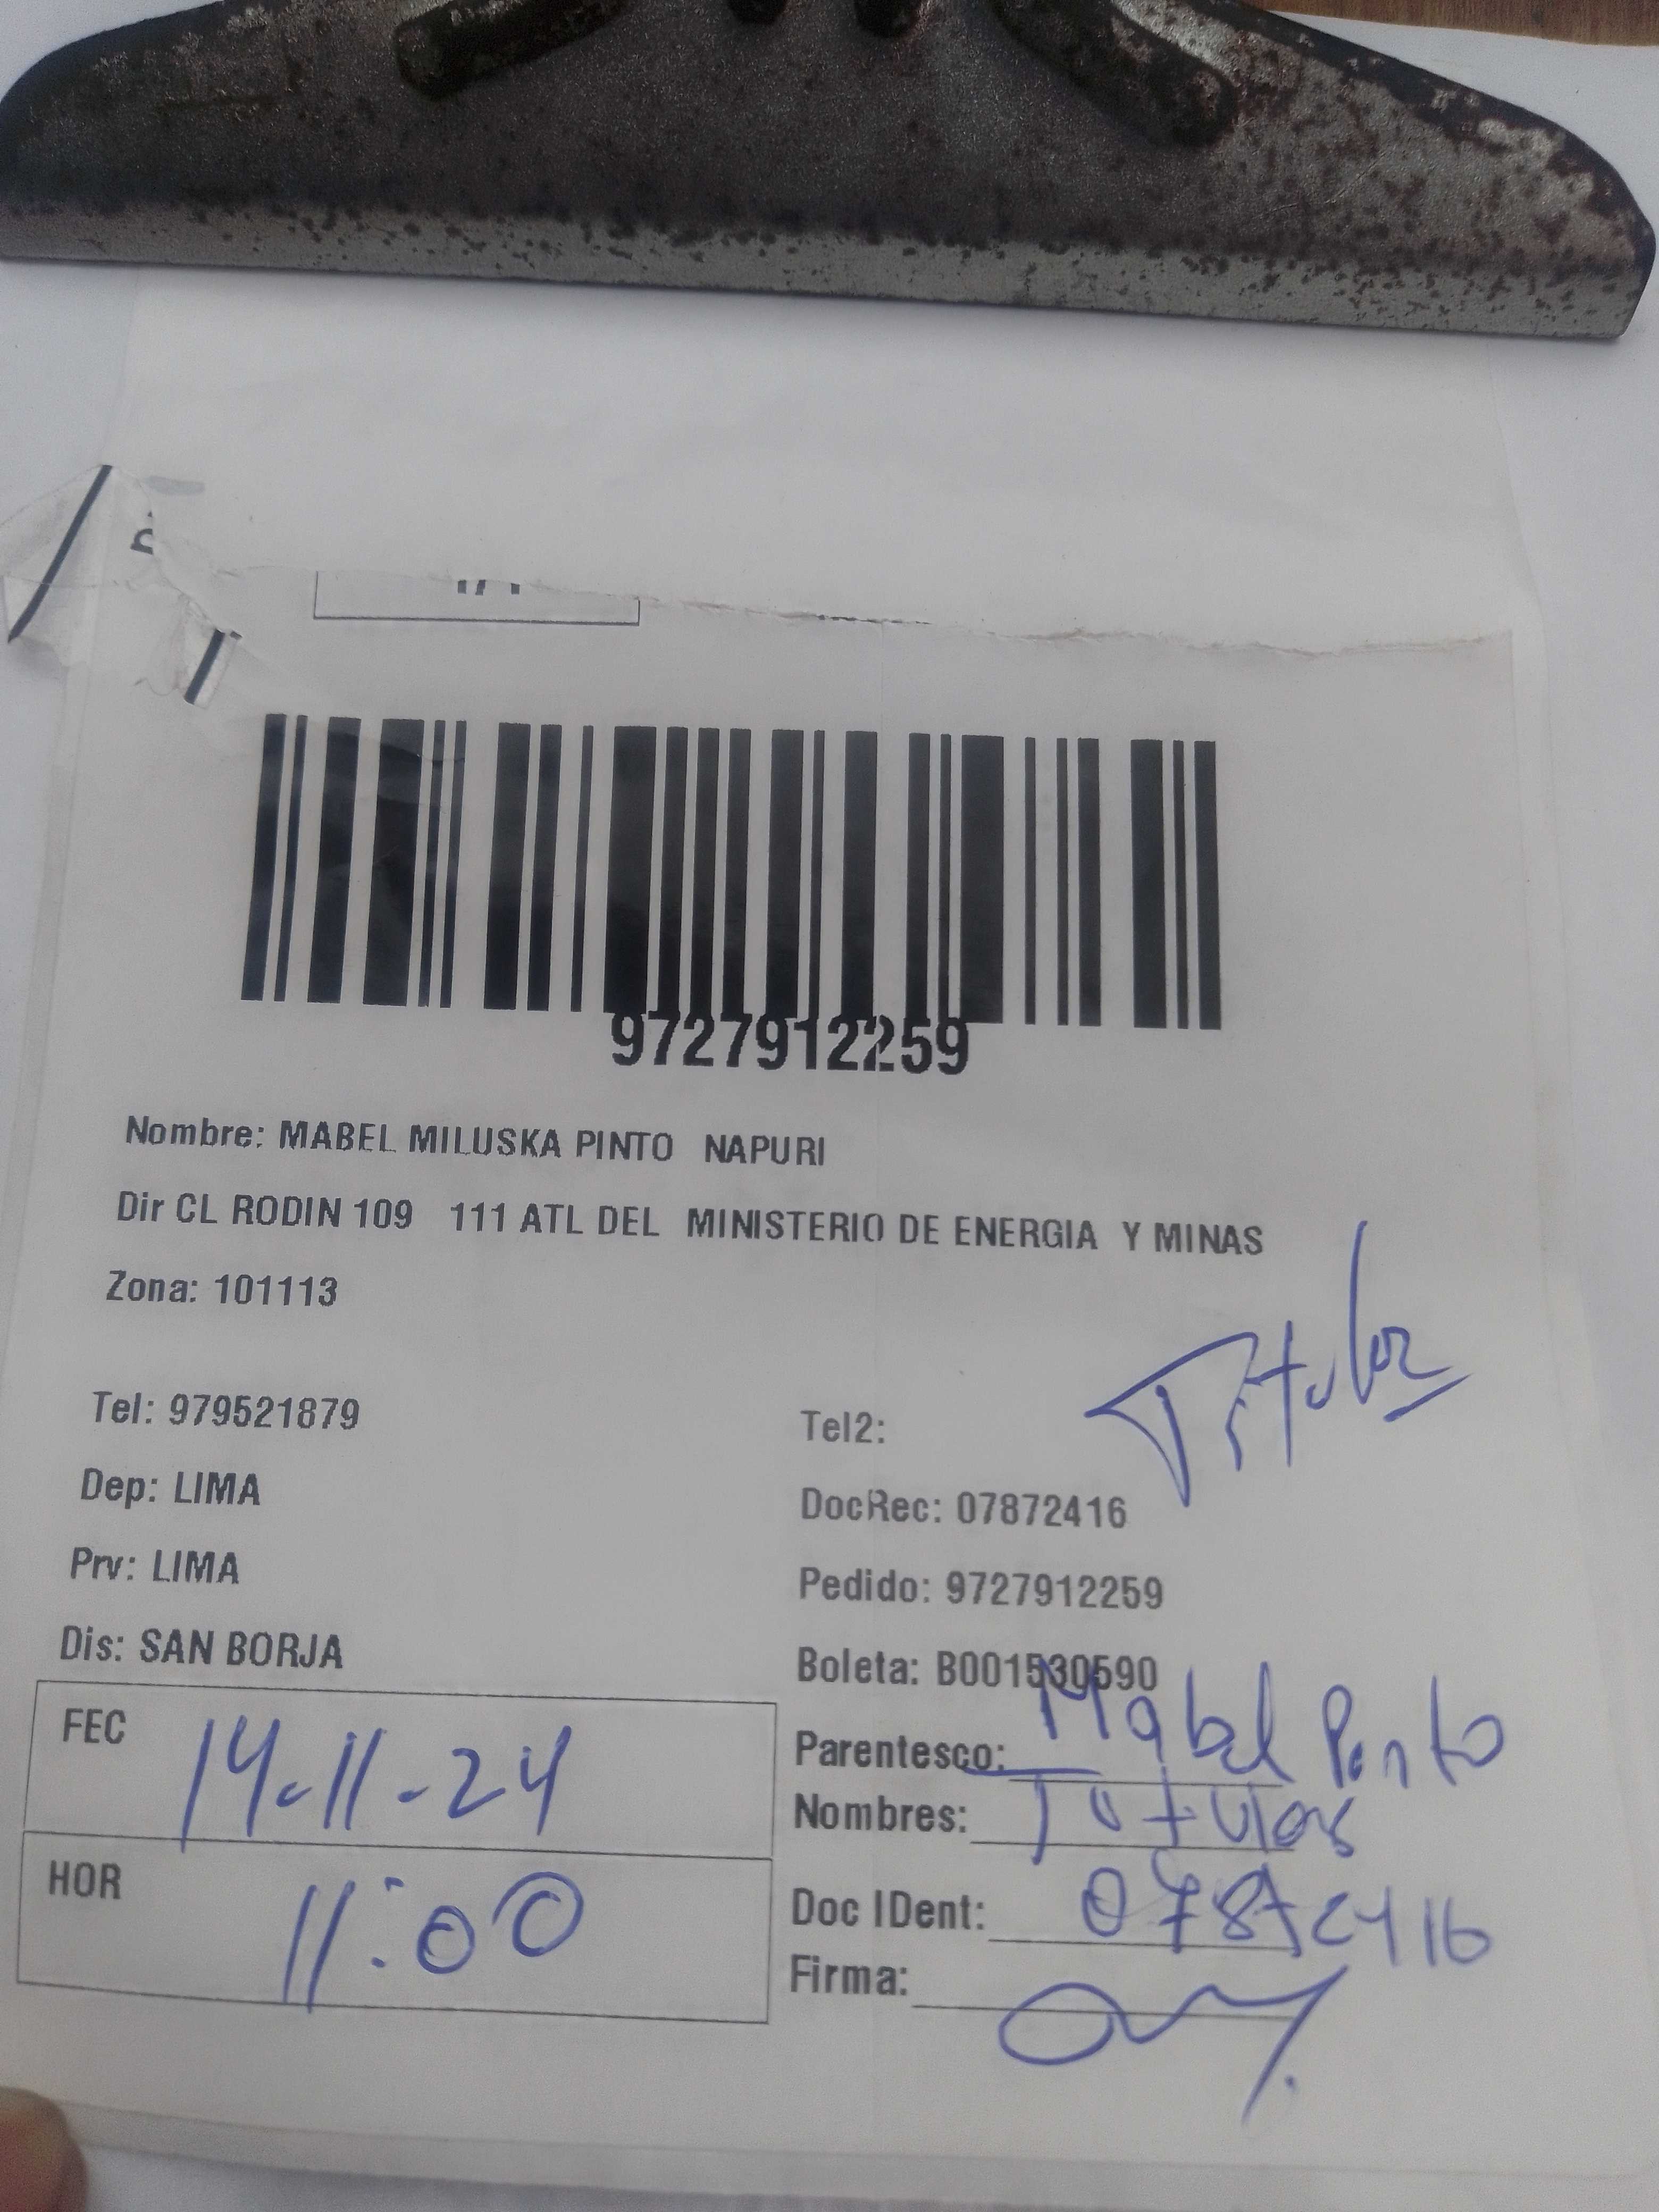 9727912259
Nombre: MABEL MILUSKA PINTO NAPURI
Dir CL RODIN 109 111 ATL DEL MINISTERIO DE ENERGIA Y MINAS
Zona: 101113
Titular
Tel: 979521879
Tel2:
Dep: LIMA
DocRec: 07872416
Prv: LIMA
Pedido: 9727912259
Dis: SAN BORJA
Boleta: B001530590
FEC 14-11-24
Parentesco: Mabel Pinto
Nombres: Titular
HOR 11:00
Doc IDent: 07872416
Firma: